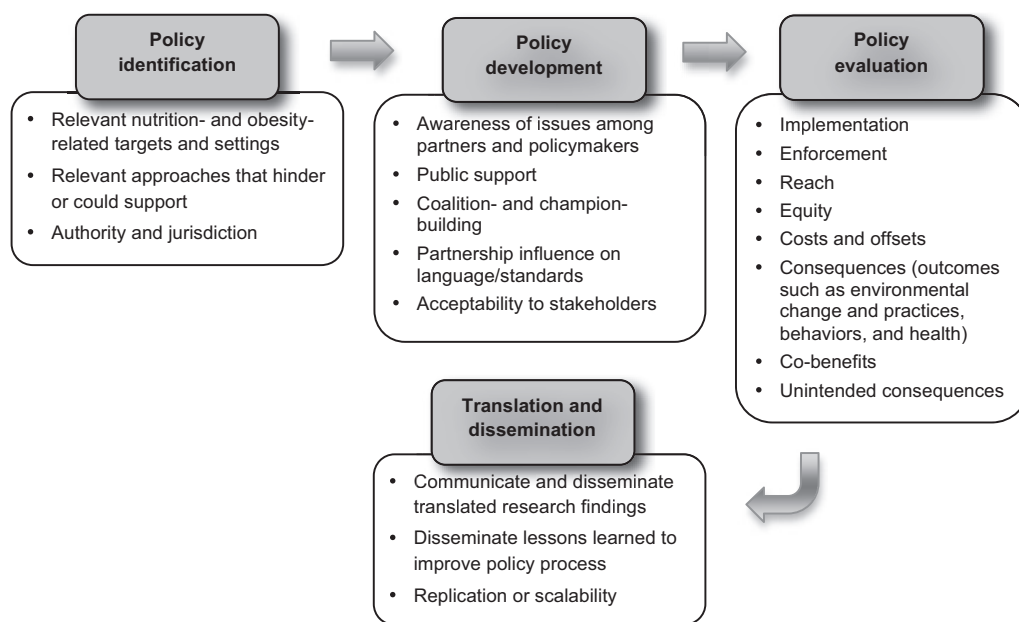 Policy
identification
• Relevant nutrition- and obesity-
related targets and settings
• Relevant approaches that hinder
or could support
• Authority and jurisdiction
Policy
development
• Awareness of issues among
partners and policymakers
• Public support
• Coalition- and champion-
building
• Partnership influence on
language/standards
• Acceptability to stakeholders
Policy
evaluation
• Implementation
• Enforcement
• Reach
• Equity
• Costs and offsets
• Consequences (outcomes
such as environmental
change and practices,
behaviors, and health)
• Co-benefits
• Unintended consequences
Translation and
dissemination
• Communicate and disseminate
translated research findings
• Disseminate lessons learned to
improve policy process
• Replication or scalability